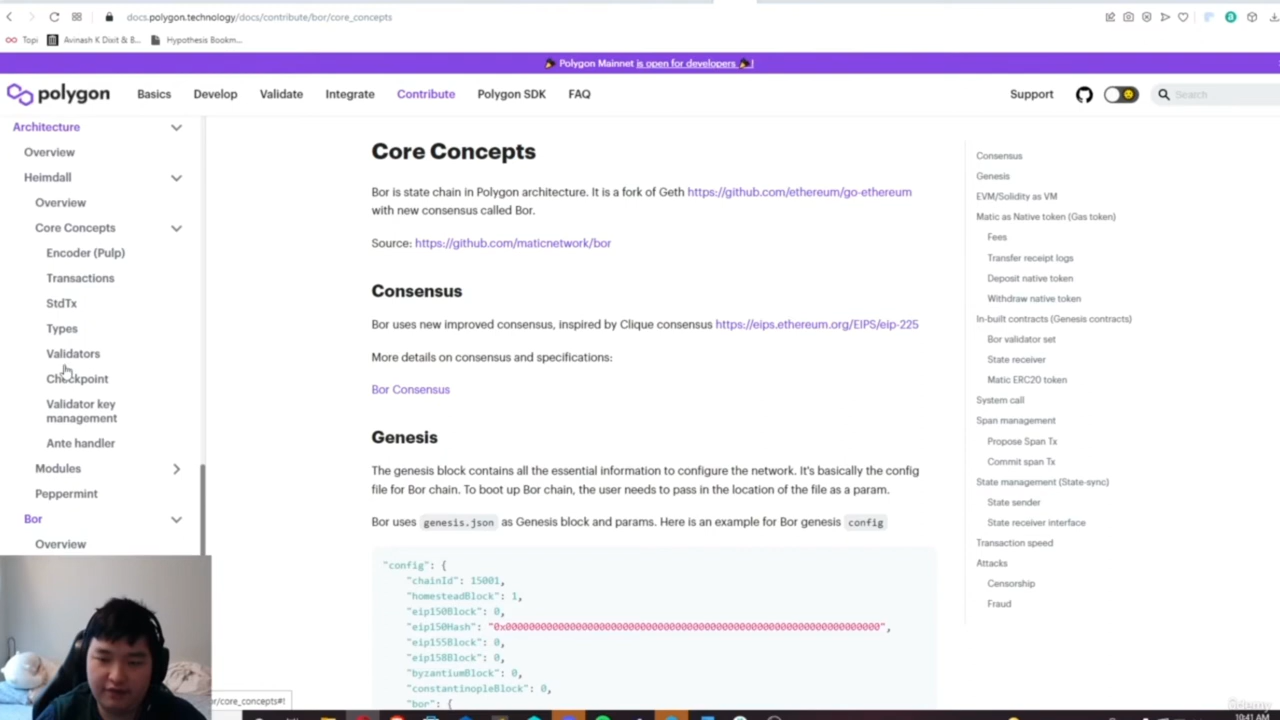 docs.polygon.technology/docs/contribute/bor/core_concepts
Topi
Avinash K Dixit & B...
Hypothesis Bookm...
Polygon Mainnet is open for developers
polygon
Basics
Develop
Validate
Integrate
Contribute
Polygon SDK
FAQ
Support
Search
Architecture
Overview
Heimdall
Overview
Core Concepts
Encoder (Pulp)
Transactions
StdTx
Types
Validators
Checkpoint
Validator key
management
Ante handler
Modules
Peppermint
Bor
Overview
Core Concepts
Bor is state chain in Polygon architecture. It is a fork of Geth https://github.com/ethereum/go-ethereum
with new consensus called Bor.
Source: https://github.com/maticnetwork/bor
Consensus
Bor uses new improved consensus, inspired by Clique consensus https://eips.ethereum.org/EIPS/eip-225
More details on consensus and specifications:
Bor Consensus
Genesis
The genesis block contains all the essential information to configure the network. It's basically the config
file for Bor chain. To boot up Bor chain, the user needs to pass in the location of the file as a param.
Bor uses genesis.json as Genesis block and params. Here is an example for Bor genesis config
"config": {
"chainId": 15001,
"homesteadBlock": 1,
"eip150Block": 0,
"eip150Hash": "0x0000000000000000000000000000000000000000000000000000000000000000",
"eip155Block": 0,
"eip158Block": 0,
"byzantiumBlock": 0,
"constantinopleBlock": 0,
"bor": {
Consensus
Genesis
EVM/Solidity as VM
Matic as Native token (Gas token)
Fees
Transfer receipt logs
Deposit native token
Withdraw native token
In-built contracts (Genesis contracts)
Bor validator set
State receiver
Matic ERC20 token
System call
Span management
Propose Span Tx
Commit span Tx
State management (State-sync)
State sender
State receiver interface
Transaction speed
Attacks
Censorship
Fraud
or/core_concepts#!
ûdemy
10:41 AM